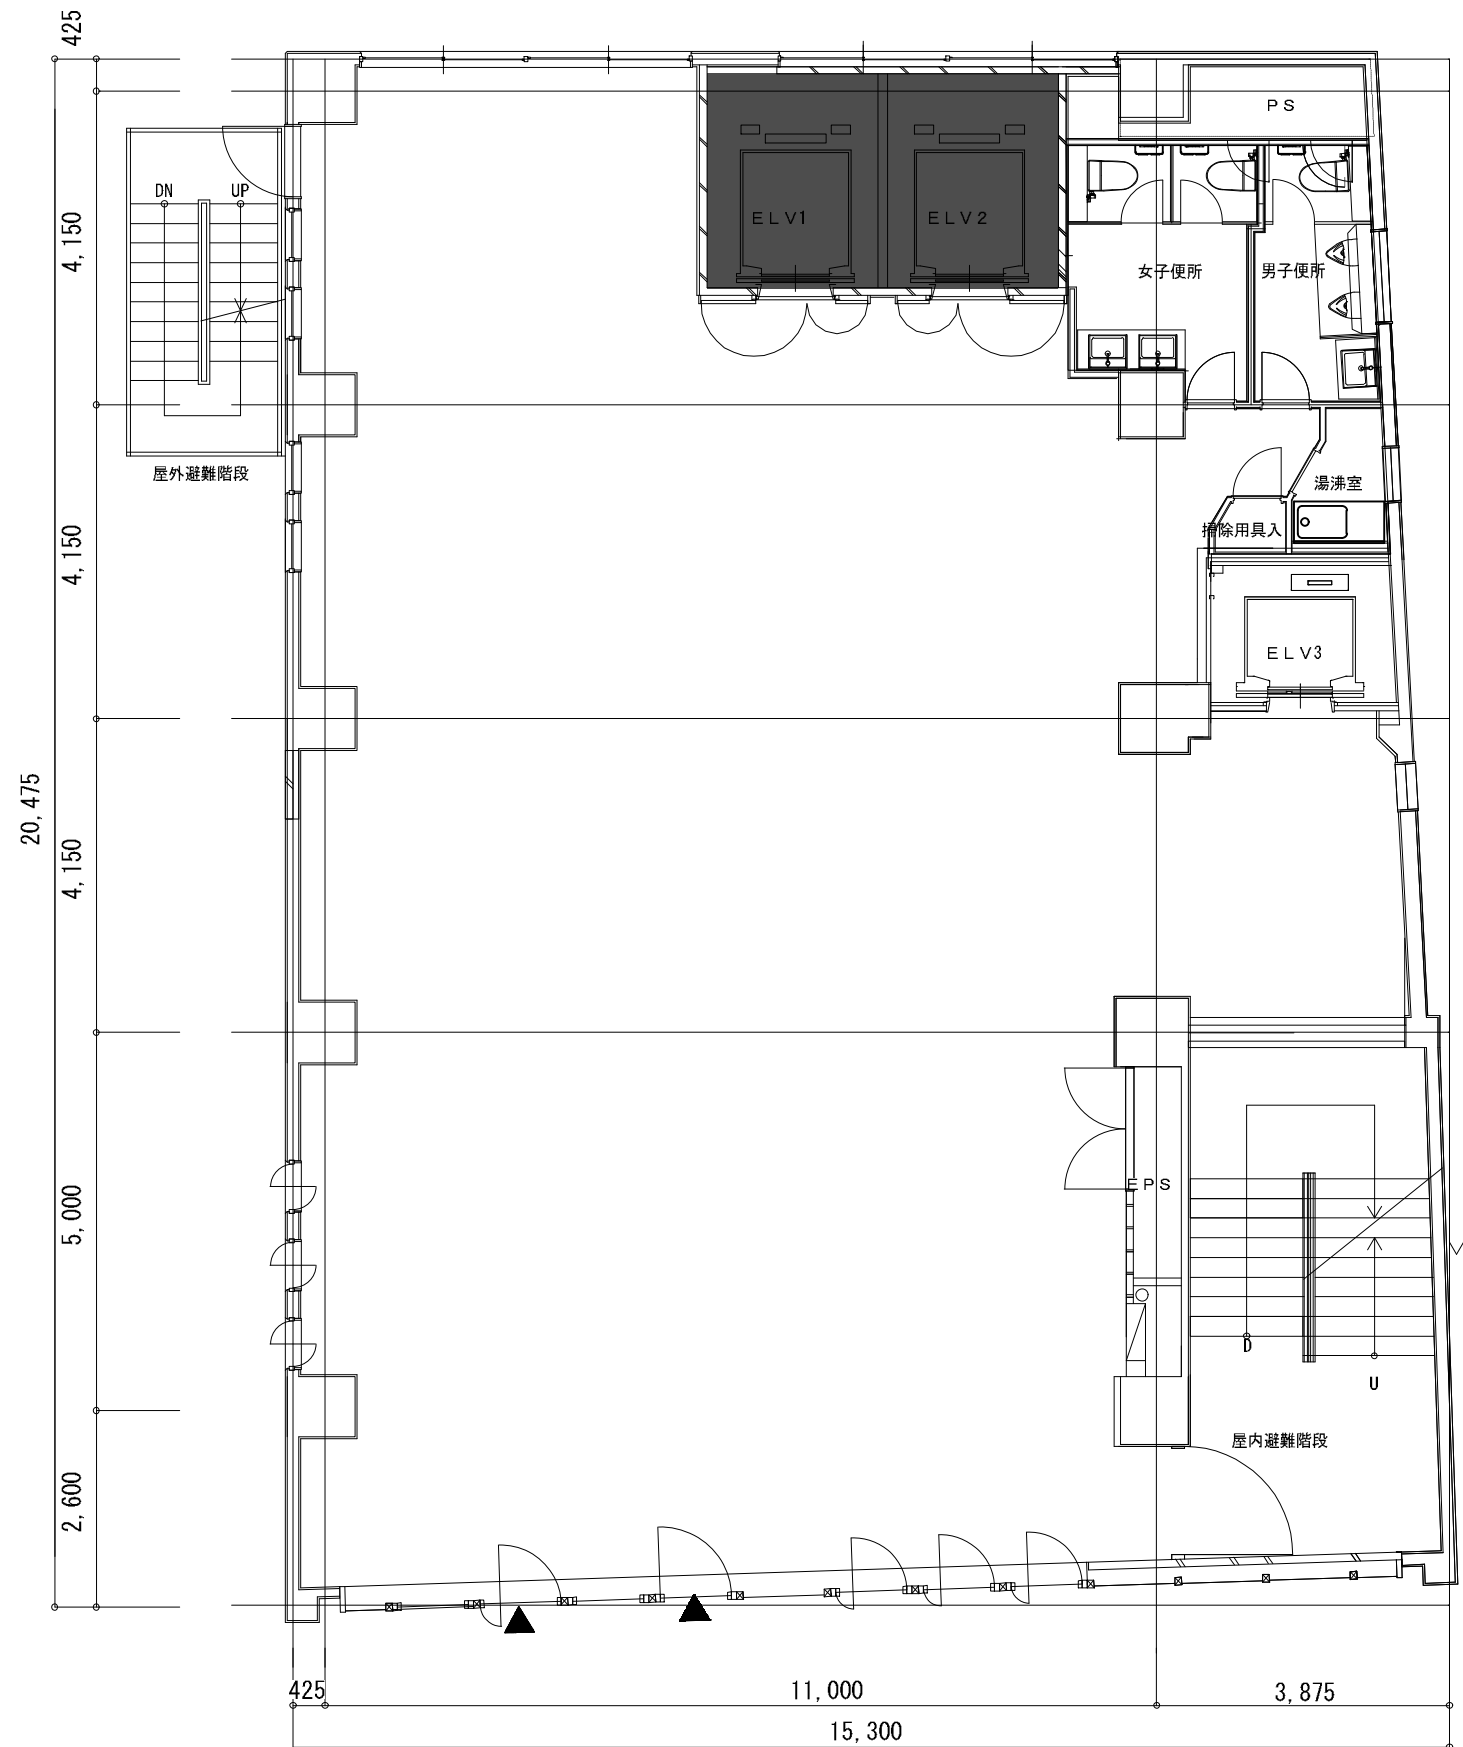 425
PS
DN
UP
ELV1
ELV2
4,150
女子便所
男子便所
屋外避難階段
湯沸室
掃除用具入
4,150
ELV3
20,475
4,150
EPS
5,000
D
U
屋内避難階段
2,600
425
11,000
3,875
15,300